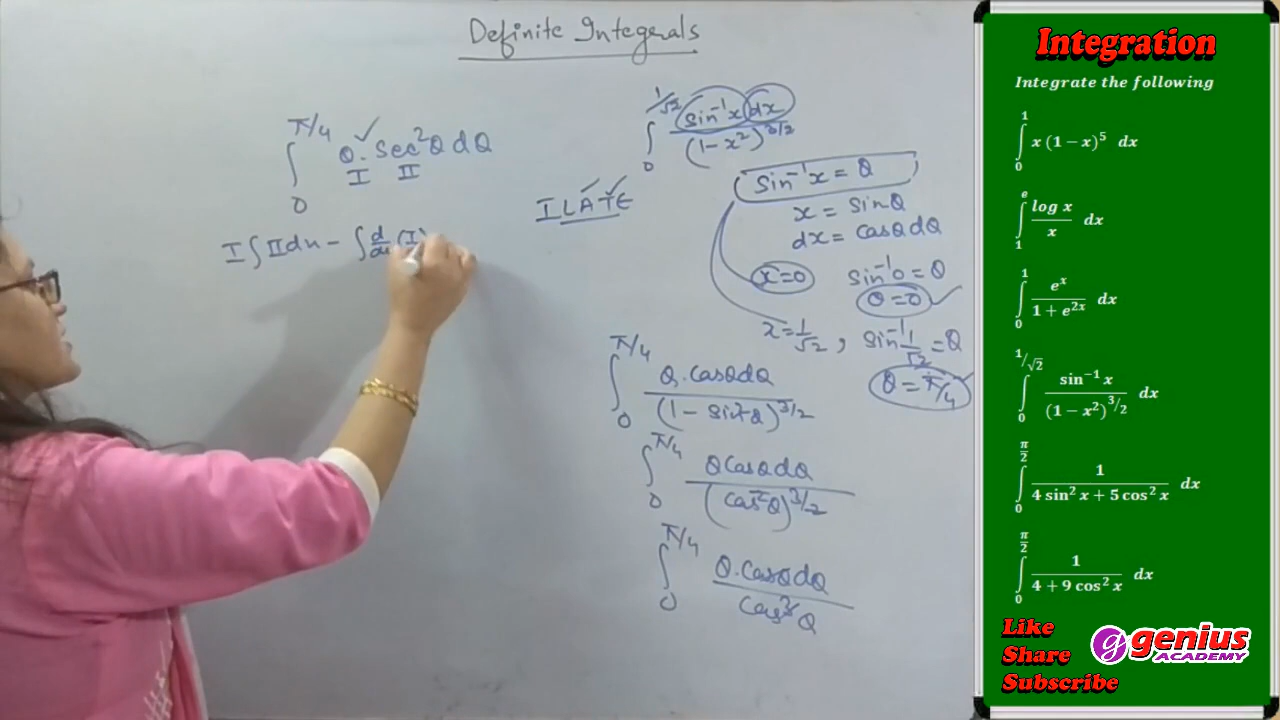 Definite Integrals
∫₀^{π/4} θ · Sec²θ dθ
I II
I ∫ II dx − ∫ d/dx (I)
ILATE
∫₀^{1/√2} sin⁻¹x dx / (1 − x²)^{3/2}
Sin⁻¹x = θ
x = Sinθ
dx = Cosθ dθ
x=0 Sin⁻¹0 = θ
θ = 0
x = 1/√2 , Sin⁻¹ 1/√2 = θ
θ = π/4
∫₀^{π/4} θ. Cosθdθ / (1 − Sin²θ)^{3/2}
∫₀^{π/4} θ Cosθ dθ / (Cos²θ)^{3/2}
∫₀^{π/4} θ. Cosθdθ / Cos³θ
Integration
Integrate the following
∫₀^1 x (1 − x)⁵ dx
∫₁^e log x / x dx
∫₀^1 eˣ / (1 + e²ˣ) dx
∫₀^{1/√2} sin⁻¹ x / (1 − x²)^{3/2} dx
∫₀^{π/2} 1 / (4 sin² x + 5 cos² x) dx
∫₀^{π/2} 1 / (4 + 9 cos² x) dx
Like
Share
Subscribe
g genius
ACADEMY